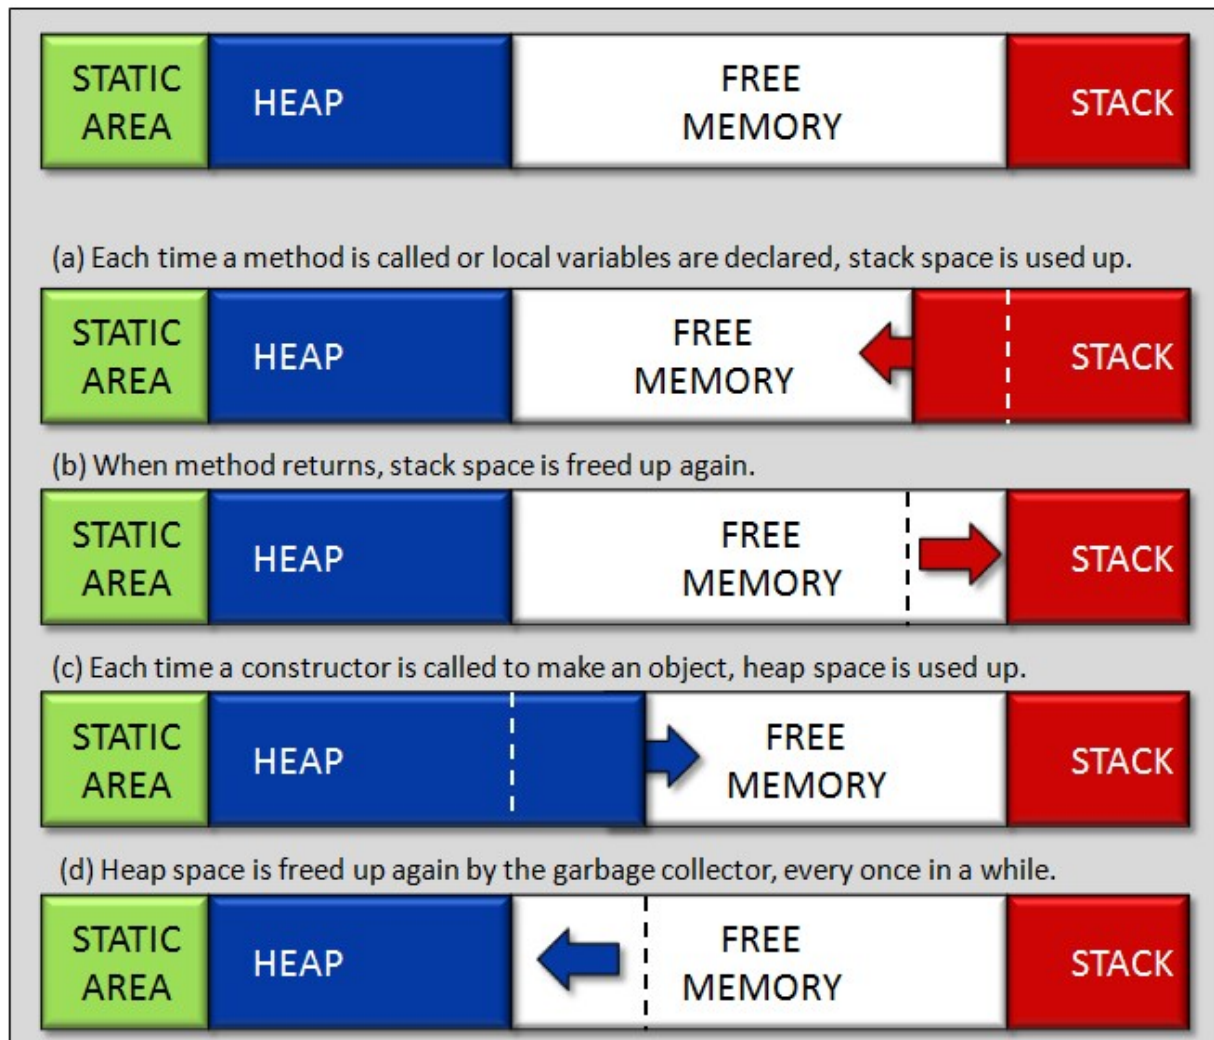 STATIC
AREA
HEAP
FREE
MEMORY
STACK
(a) Each time a method is called or local variables are declared, stack space is used up.
STATIC
AREA
HEAP
FREE
MEMORY
STACK
(b) When method returns, stack space is freed up again.
STATIC
AREA
HEAP
FREE
MEMORY
STACK
(c) Each time a constructor is called to make an object, heap space is used up.
STATIC
AREA
HEAP
FREE
MEMORY
STACK
(d) Heap space is freed up again by the garbage collector, every once in a while.
STATIC
AREA
HEAP
FREE
MEMORY
STACK